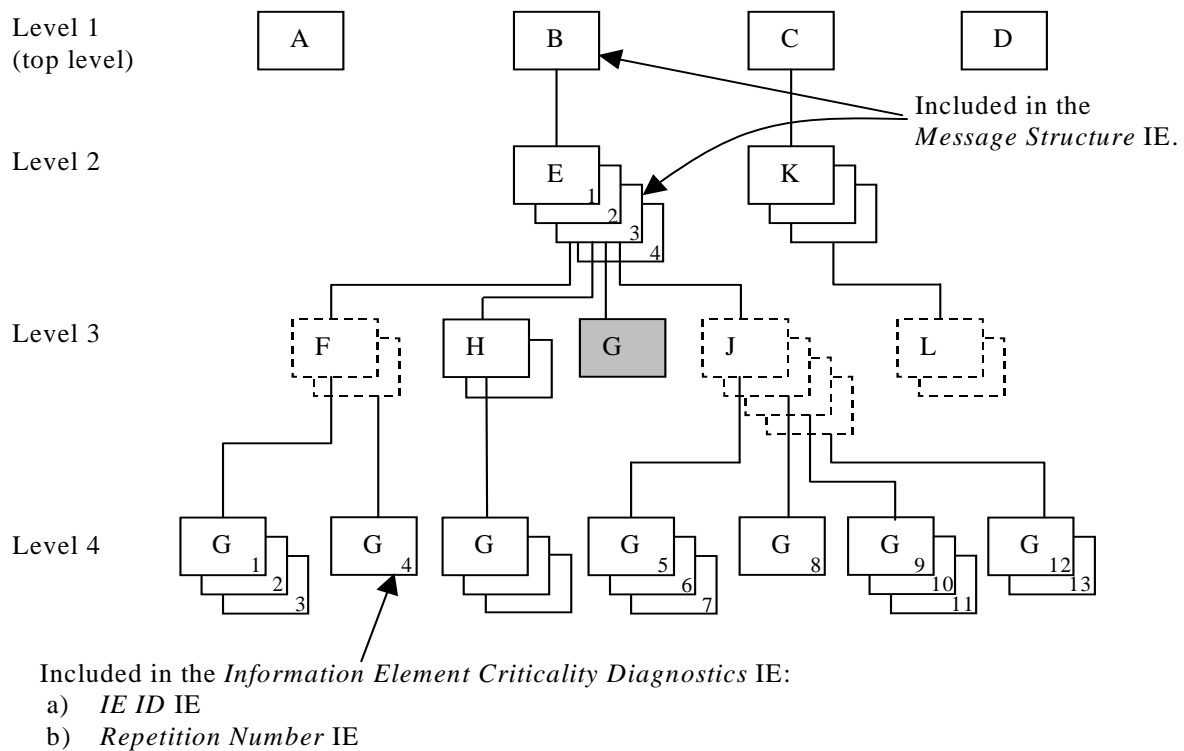 Level 1
(top level)
A
B
C
D
Included in the
Message Structure IE.
Level 2
E
1
2
3
4
K
Level 3
F
H
G
J
L
Level 4
G
1
2
3
G
4
G
G
5
6
7
G
8
G
9
10
11
G
12
13
Included in the Information Element Criticality Diagnostics IE:
a) IE ID IE
b) Repetition Number IE